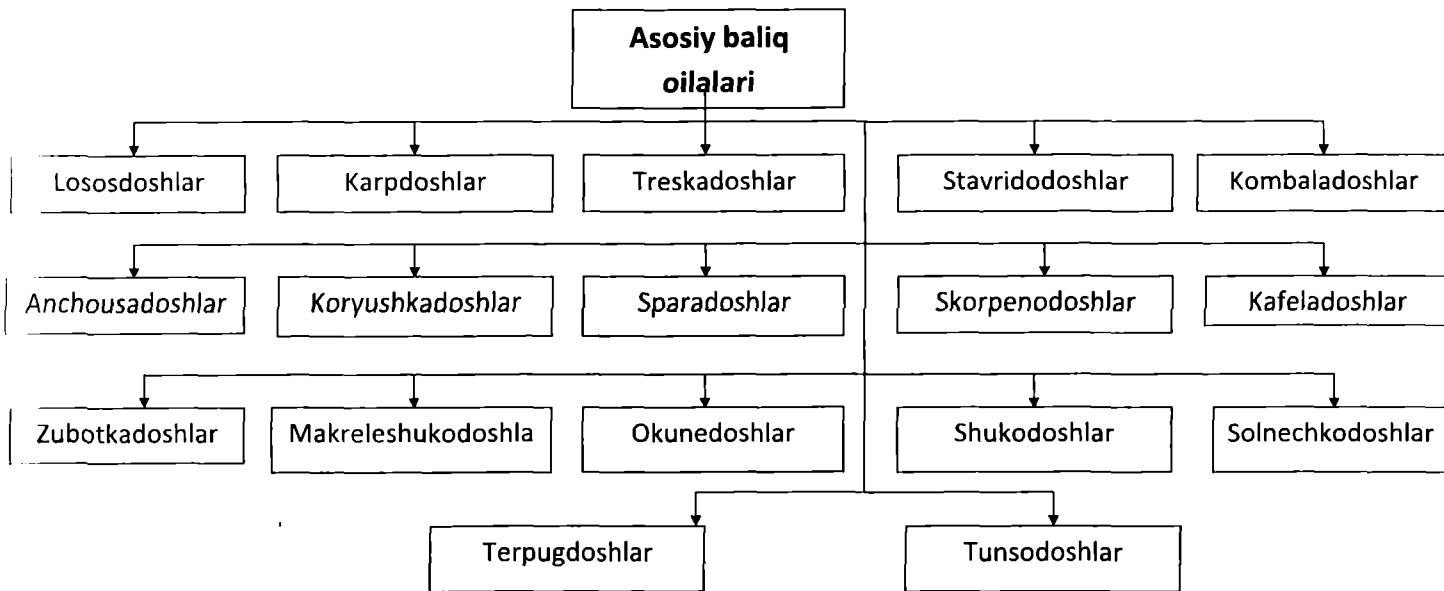 Asosiy baliq
oilalari
Lososdoshlar
Karpdoshlar
Treskadoshlar
Stavridodoshlar
Kombaladoshlar
Anchousadoshlar
Koryushkadoshlar
Sparadoshlar
Skorpenodoshlar
Kafeladoshlar
Zubotkadoshlar
Makreleshukodoshla
Okunedoshlar
Shukodoshlar
Solnechkodoshlar
Terpugdoshlar
Tunsodoshlar